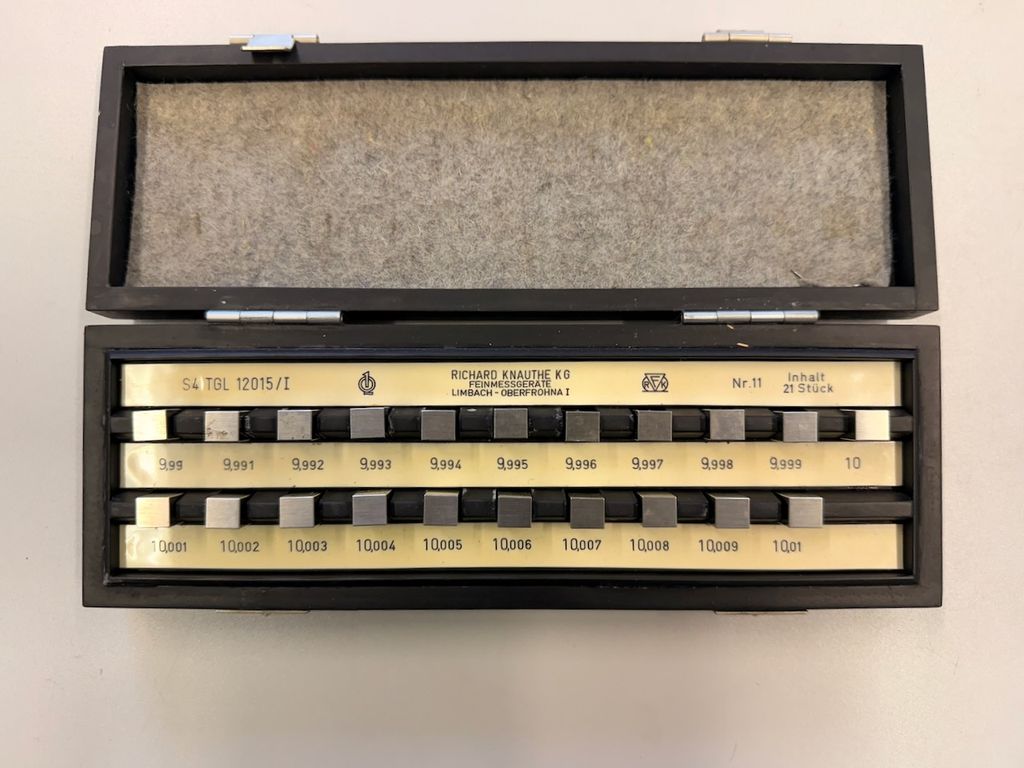 S4 TGL 12015/I
1
RICHARD KNAUTHE KG
FEINMESSGERÄTE
LIMBACH - OBERFROHNA I
RFK
Nr.11
Inhalt
21 Stück
9,99 9,991 9,992 9,993 9,994 9,995 9,996 9,997 9,998 9,999 10
10,001 10,002 10,003 10,004 10,005 10,006 10,007 10,008 10,009 10,01